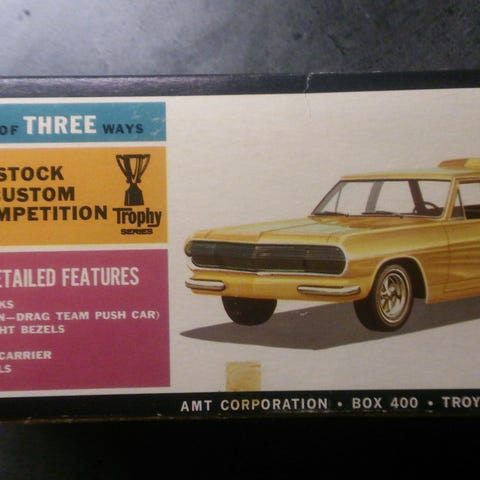 OF THREE WAYS
STOCK
CUSTOM
MPETITION
Trophy
SERIES
ETAILED FEATURES
KS
N—DRAG TEAM PUSH CAR)
HT BEZELS
CARRIER
LS
AMT CORPORATION • BOX 400 • TROY